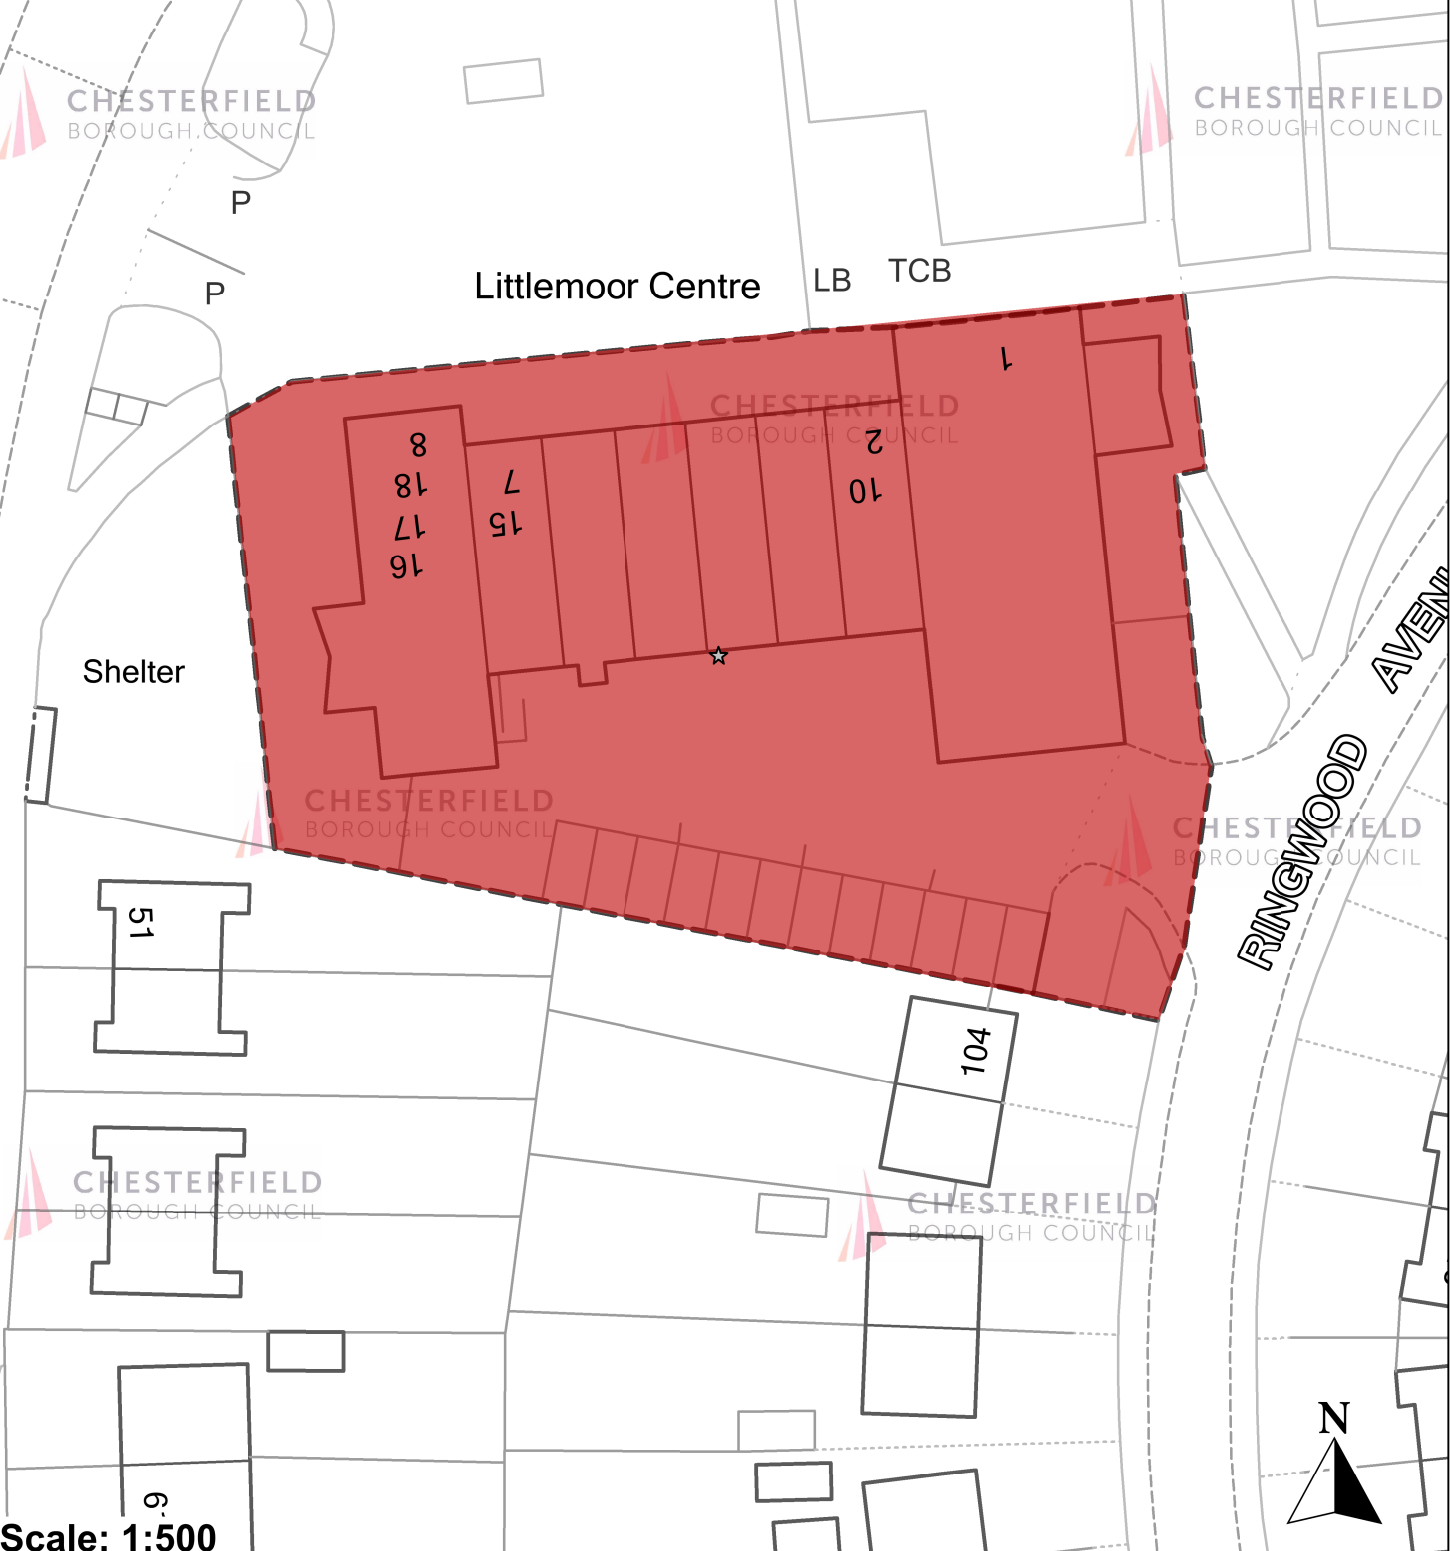 CHESTERFIELD
BOROUGH COUNCIL
CHESTERFIELD
BOROUGH COUNCIL
P
P
Littlemoor Centre
LB
TCB
1
CHESTERFIELD
BOROUGH COUNCIL
8
18
17
16
7
15
2
10
Shelter
AVENU
RINGWOOD
CHESTERFIELD
BOROUGH COUNCIL
CHESTERFIELD
BOROUGH COUNCIL
51
104
CHESTERFIELD
BOROUGH COUNCIL
CHESTERFIELD
BOROUGH COUNCIL
N
Scale: 1:500